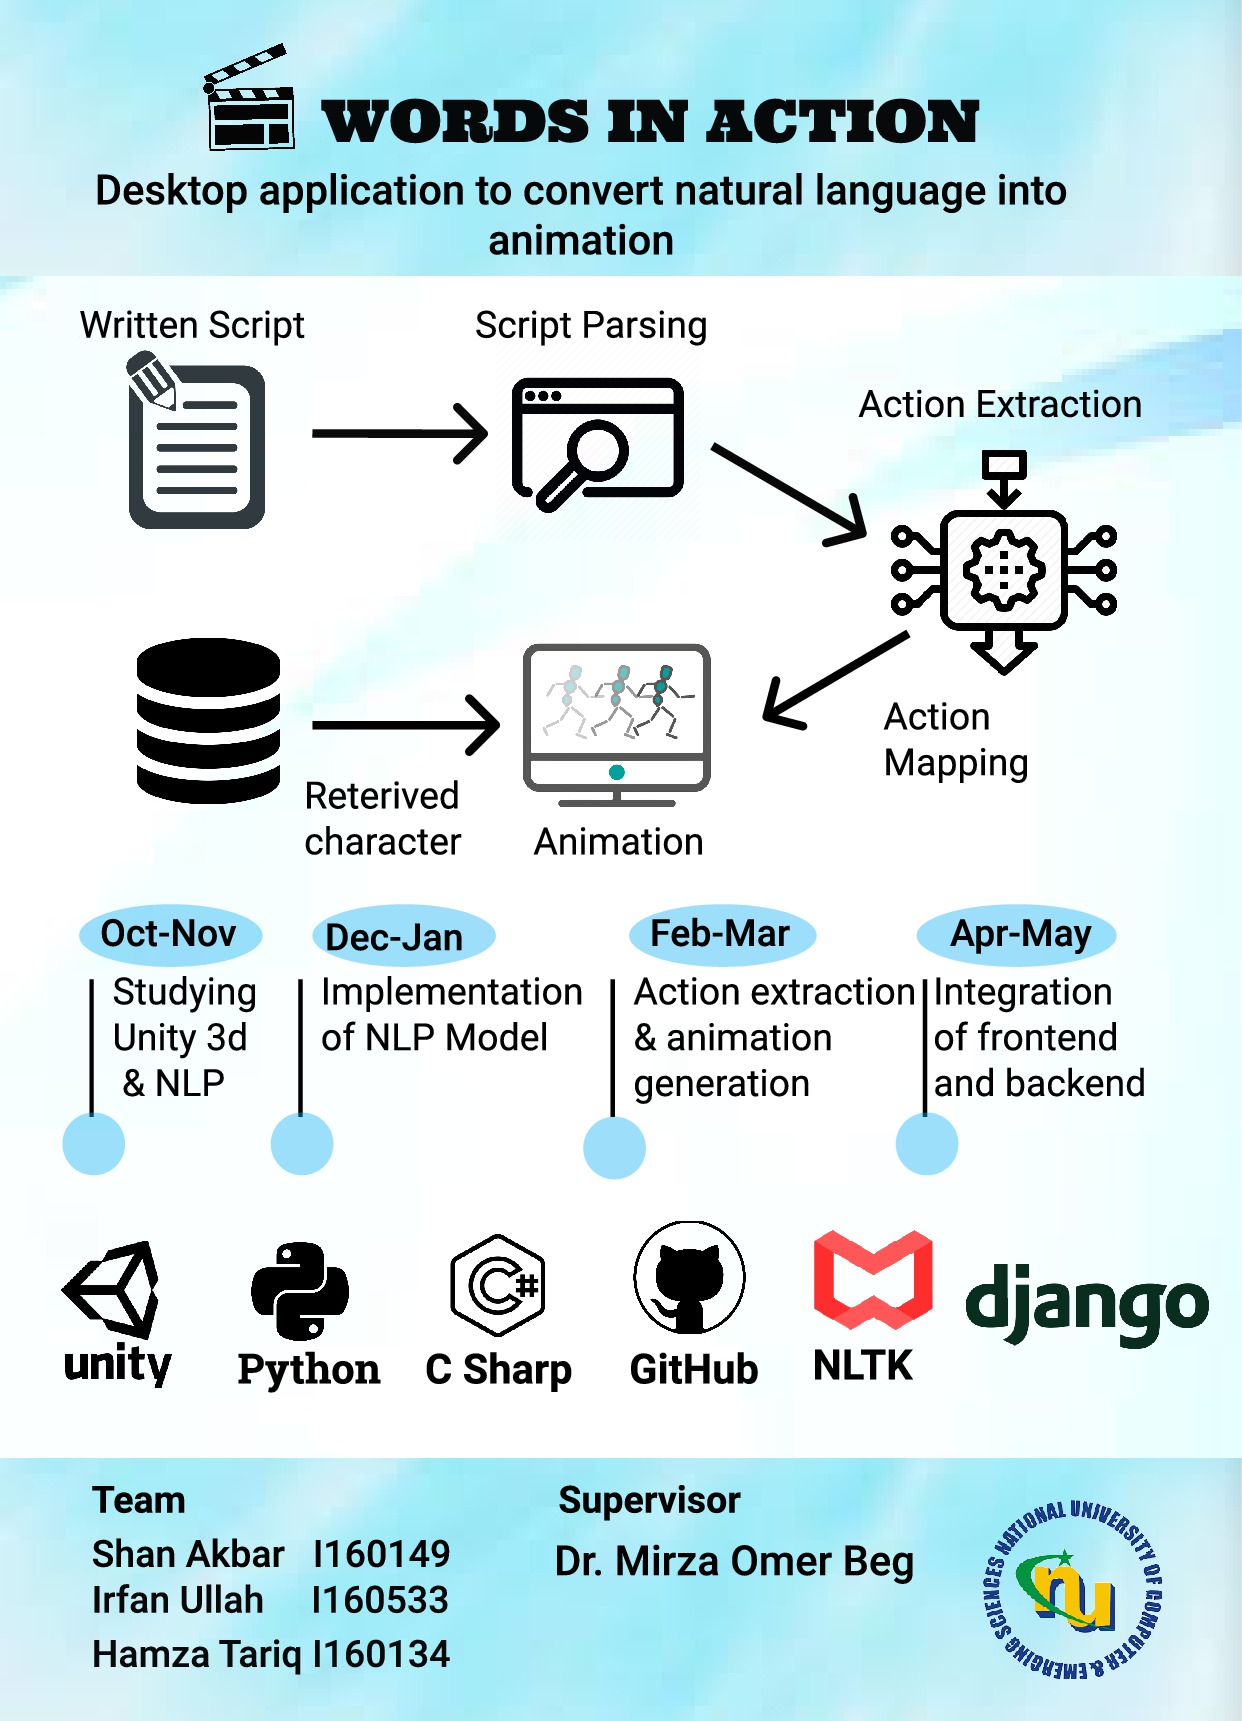 WORDS IN ACTION
Desktop application to convert natural language into
animation
Written Script
Script Parsing
Action Extraction
Action
Mapping
Reterived
character
Animation
Oct-Nov
Studying
Unity 3d
& NLP
Dec-Jan
Implementation
of NLP Model
Feb-Mar
Action extraction
& animation
generation
Apr-May
Integration
of frontend
and backend
unity
Python
C#
C Sharp
GitHub
NLTK
django
Team
Shan Akbar I160149
Irfan Ullah I160533
Hamza Tariq I160134
Supervisor
Dr. Mirza Omer Beg
NATIONAL UNIVERSITY OF COMPUTER & EMERGING SCIENCES
nu